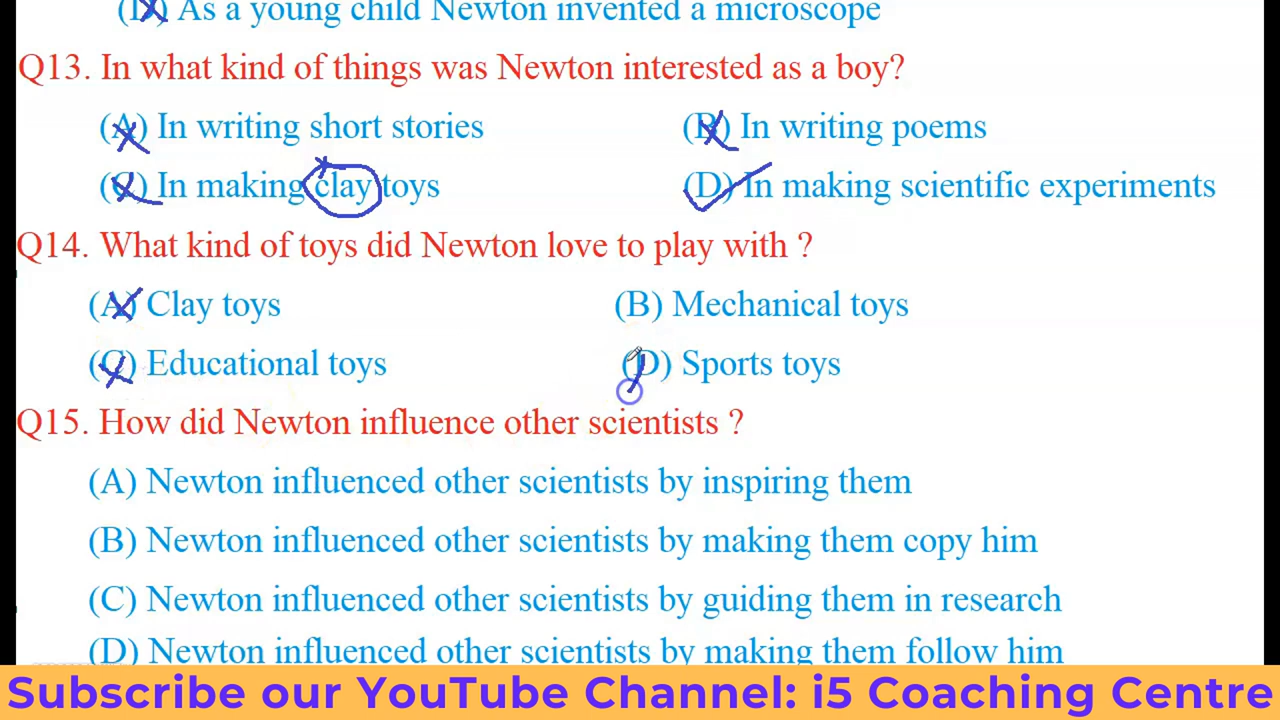 (D) As a young child Newton invented a microscope
Q13. In what kind of things was Newton interested as a boy?
(A) In writing short stories (B) In writing poems
(C) In making clay toys (D) In making scientific experiments
Q14. What kind of toys did Newton love to play with ?
(A) Clay toys (B) Mechanical toys
(C) Educational toys (D) Sports toys
Q15. How did Newton influence other scientists ?
(A) Newton influenced other scientists by inspiring them
(B) Newton influenced other scientists by making them copy him
(C) Newton influenced other scientists by guiding them in research
(D) Newton influenced other scientists by making them follow him
Subscribe our YouTube Channel: i5 Coaching Centre